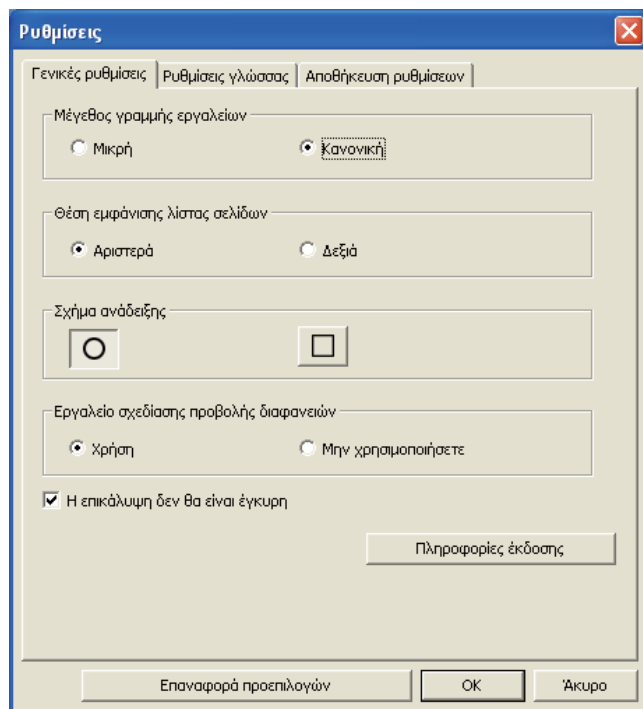 Ρυθμίσεις
Γενικές ρυθμίσεις Ρυθμίσεις γλώσσας Αποθήκευση ρυθμίσεων
Μέγεθος γραμμής εργαλείων
Μικρή Κανονική
Θέση εμφάνισης λίστας σελίδων
Αριστερά Δεξιά
Σχήμα ανάδειξης
Εργαλείο σχεδίασης προβολής διαφανειών
Χρήση Μην χρησιμοποιήσετε
Η επικάλυψη δεν θα είναι έγκυρη
Πληροφορίες έκδοσης
Επαναφορά προεπιλογών OK Άκυρο